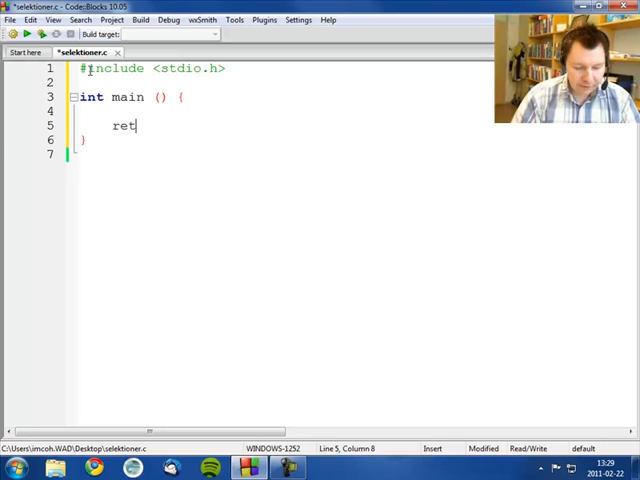 *selektioner.c - Code::Blocks 10.05
File Edit View Search Project Build Debug wxSmith Tools Plugins Settings Help
Build target:
Start here *selektioner.c
1 #include <stdio.h>
2
3 int main () {
4
5 ret
6 }
7
C:\Users\imcoh.WAD\Desktop\selektioner.c WINDOWS-1252 Line 5, Column 8 Insert Modified Read/Write default
13:29
2011-02-22